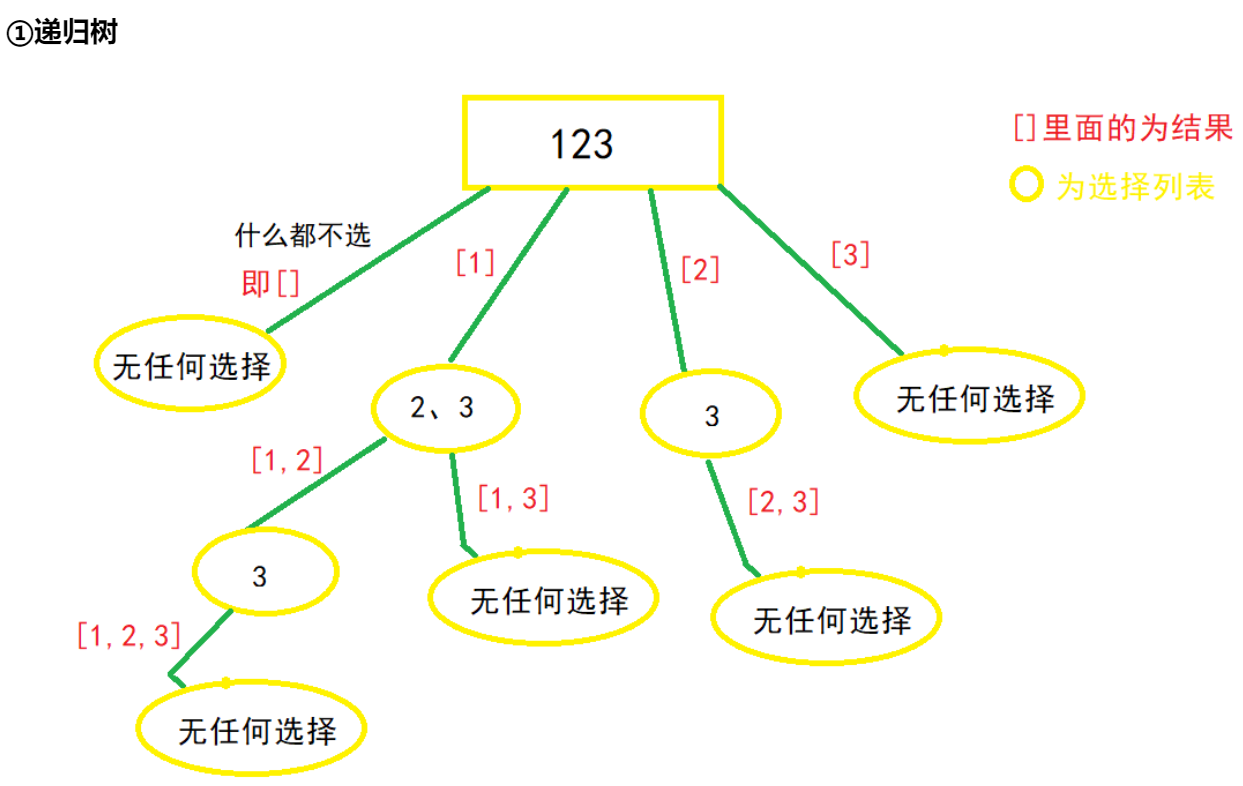 ①递归树
123
[]里面的为结果
为选择列表
什么都不选
即[]
[1]
[2]
[3]
无任何选择
2、3
3
无任何选择
[1,2]
[1,3]
[2,3]
3
无任何选择
无任何选择
[1,2,3]
无任何选择